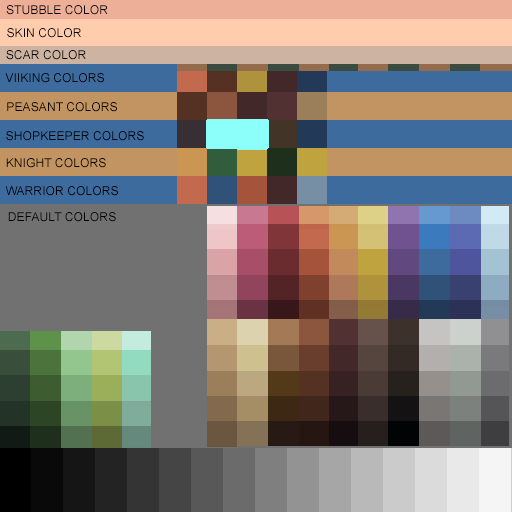 STUBBLE COLOR
SKIN COLOR
SCAR COLOR
VIIKING COLORS
PEASANT COLORS
SHOPKEEPER COLORS
KNIGHT COLORS
WARRIOR COLORS
DEFAULT COLORS